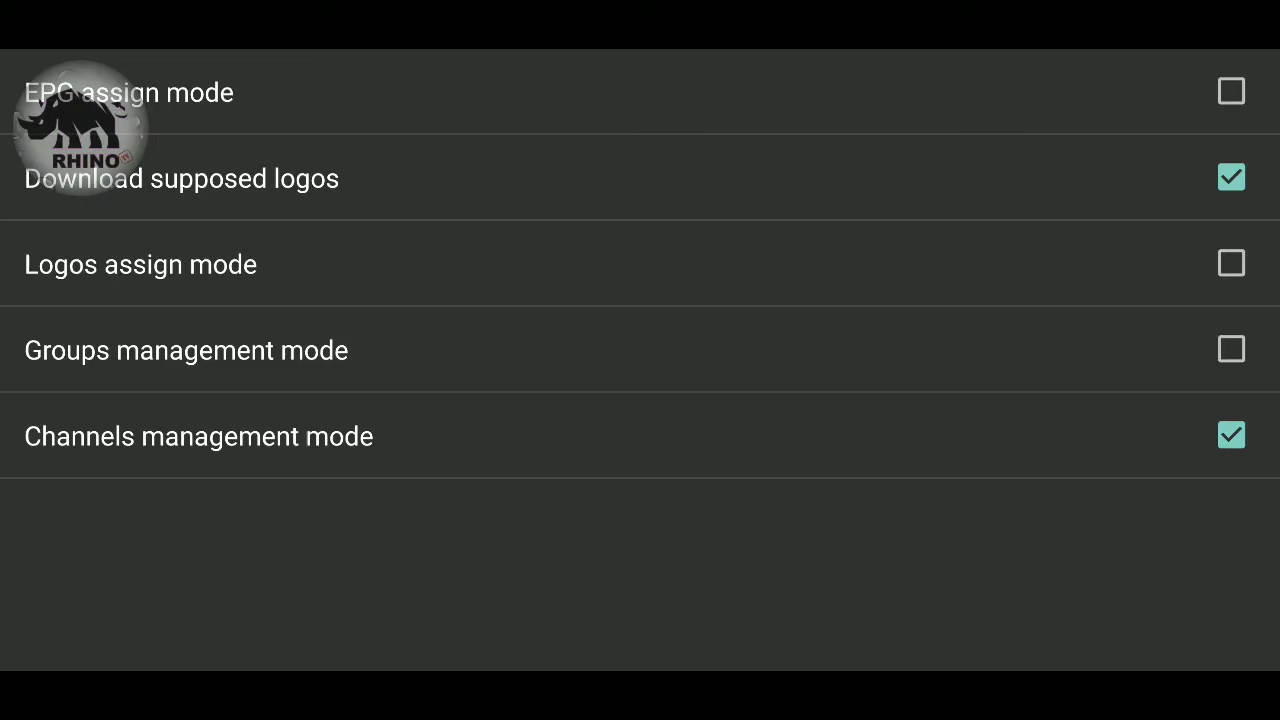 EPG assign mode
RHINO
Download supposed logos
Logos assign mode
Groups management mode
Channels management mode